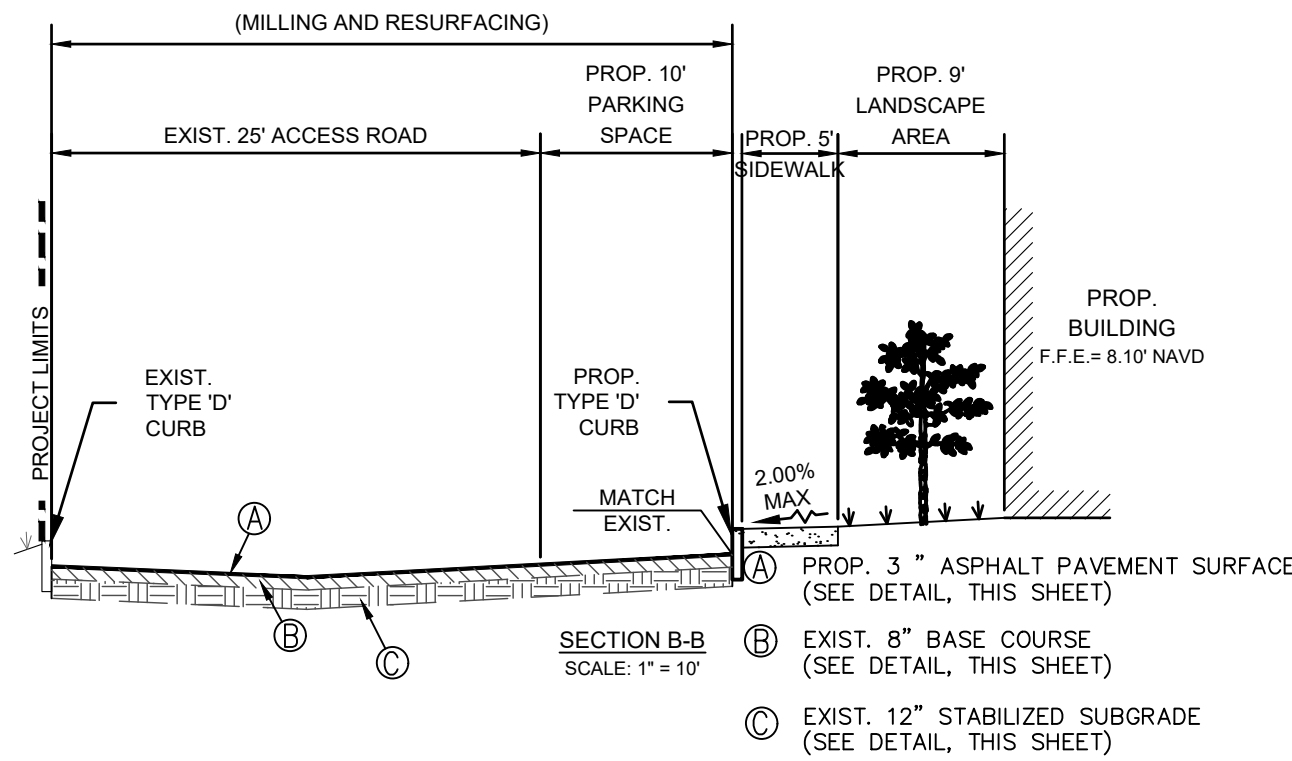 (MILLING AND RESURFACING)
EXIST. 25' ACCESS ROAD
PROP. 10'
PARKING
SPACE
PROP. 5'
SIDEWALK
PROP. 9'
LANDSCAPE
AREA
PROJECT LIMITS
EXIST.
TYPE 'D'
CURB
PROP.
TYPE 'D'
CURB
MATCH
EXIST.
2.00%
MAX
PROP.
BUILDING
F.F.E.= 8.10' NAVD
A
B
C
SECTION B-B
SCALE: 1" = 10'
A PROP. 3 " ASPHALT PAVEMENT SURFACE
(SEE DETAIL, THIS SHEET)
B EXIST. 8" BASE COURSE
(SEE DETAIL, THIS SHEET)
C EXIST. 12" STABILIZED SUBGRADE
(SEE DETAIL, THIS SHEET)